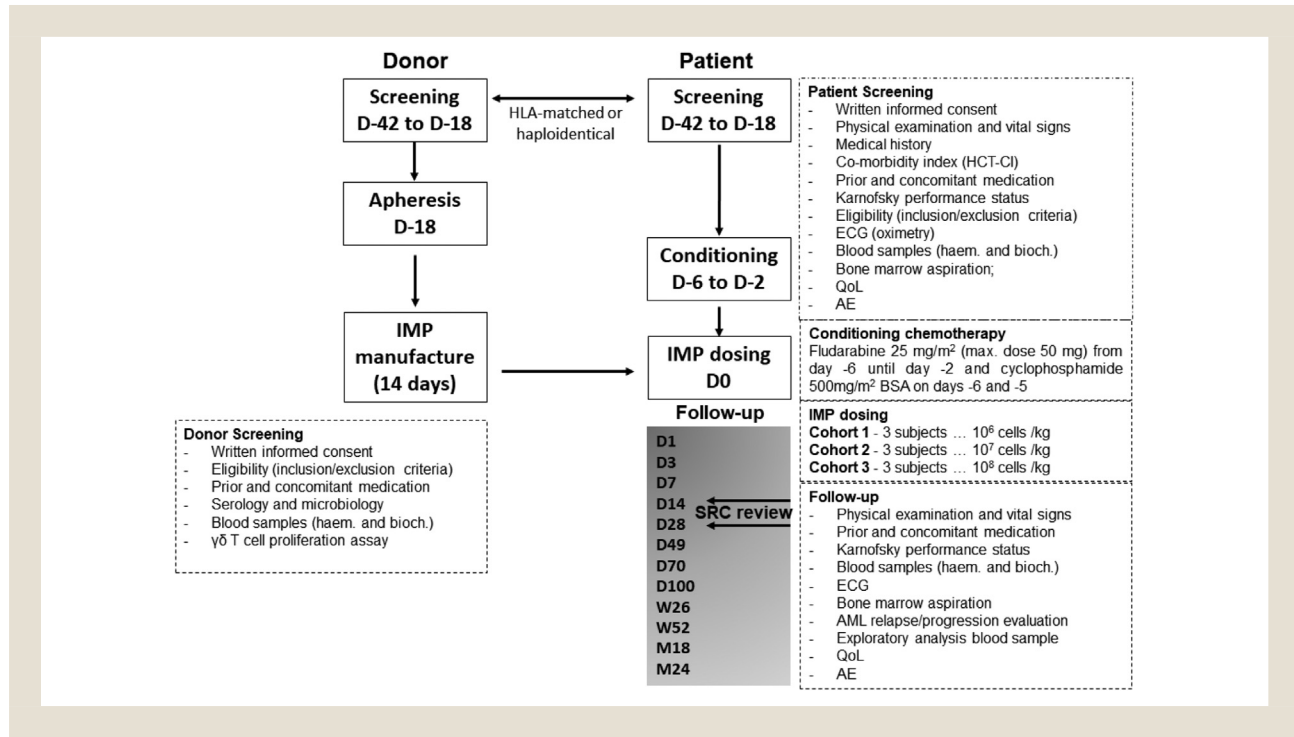 Donor
Screening
D-42 to D-18
HLA-matched or
haploidentical
Apheresis
D-18
IMP
manufacture
(14 days)
Donor Screening
- Written informed consent
- Eligibility (inclusion/exclusion criteria)
- Prior and concomitant medication
- Serology and microbiology
- Blood samples (haem. and bioch.)
- γδ T cell proliferation assay
Patient
Screening
D-42 to D-18
Conditioning
D-6 to D-2
IMP dosing
D0
Follow-up
D1
D3
D7
D14
SRC review
D28
D49
D70
D100
W26
W52
M18
M24
Patient Screening
- Written informed consent
- Physical examination and vital signs
- Medical history
- Co-morbidity index (HCT-CI)
- Prior and concomitant medication
- Karnofsky performance status
- Eligibility (inclusion/exclusion criteria)
- ECG (oximetry)
- Blood samples (haem. and bioch.)
- Bone marrow aspiration;
- QoL
- AE
Conditioning chemotherapy
Fludarabine 25 mg/m² (max. dose 50 mg) from
day -6 until day -2 and cyclophosphamide
500mg/m² BSA on days -6 and -5
IMP dosing
Cohort 1 - 3 subjects … 10⁶ cells /kg
Cohort 2 - 3 subjects … 10⁷ cells /kg
Cohort 3 - 3 subjects … 10⁸ cells /kg
Follow-up
- Physical examination and vital signs
- Prior and concomitant medication
- Karnofsky performance status
- Blood samples (haem. and bioch.)
- ECG
- Bone marrow aspiration
- AML relapse/progression evaluation
- Exploratory analysis blood sample
- QoL
- AE